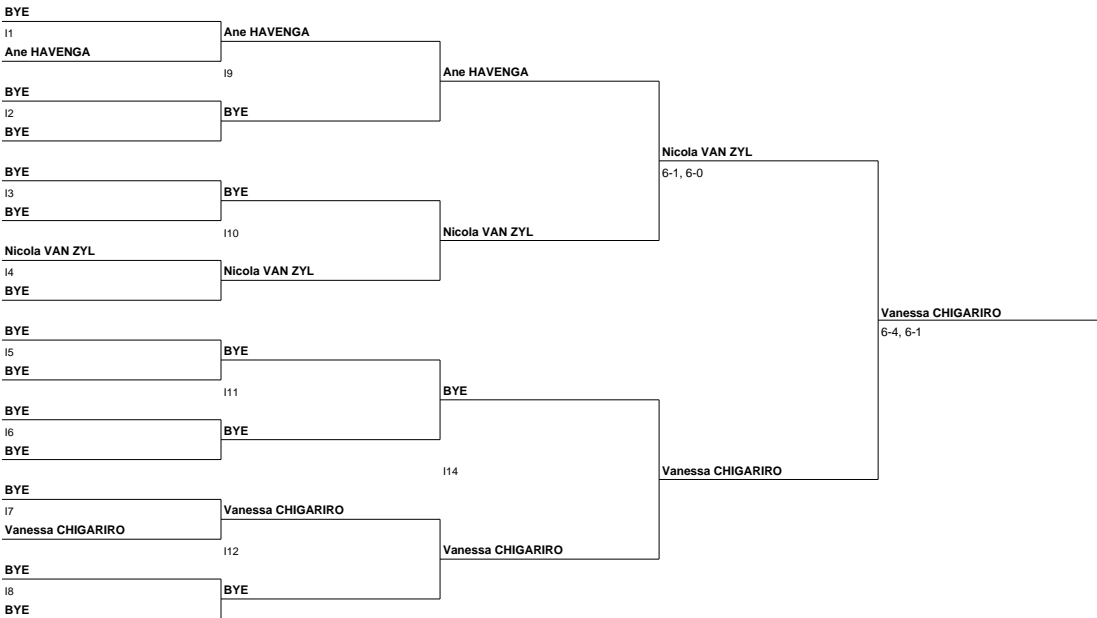 BYE
I1
Ane HAVENGA
BYE
I2
BYE
BYE
I3
BYE
Nicola VAN ZYL
I4
BYE
BYE
I5
BYE
BYE
I6
BYE
BYE
I7
Vanessa CHIGARIRO
BYE
I8
BYE
Ane HAVENGA
I9
BYE
BYE
I10
Nicola VAN ZYL
BYE
I11
BYE
Vanessa CHIGARIRO
I12
BYE
Ane HAVENGA
Nicola VAN ZYL
BYE
I14
Vanessa CHIGARIRO
Nicola VAN ZYL
6-1, 6-0
Vanessa CHIGARIRO
Vanessa CHIGARIRO
6-4, 6-1